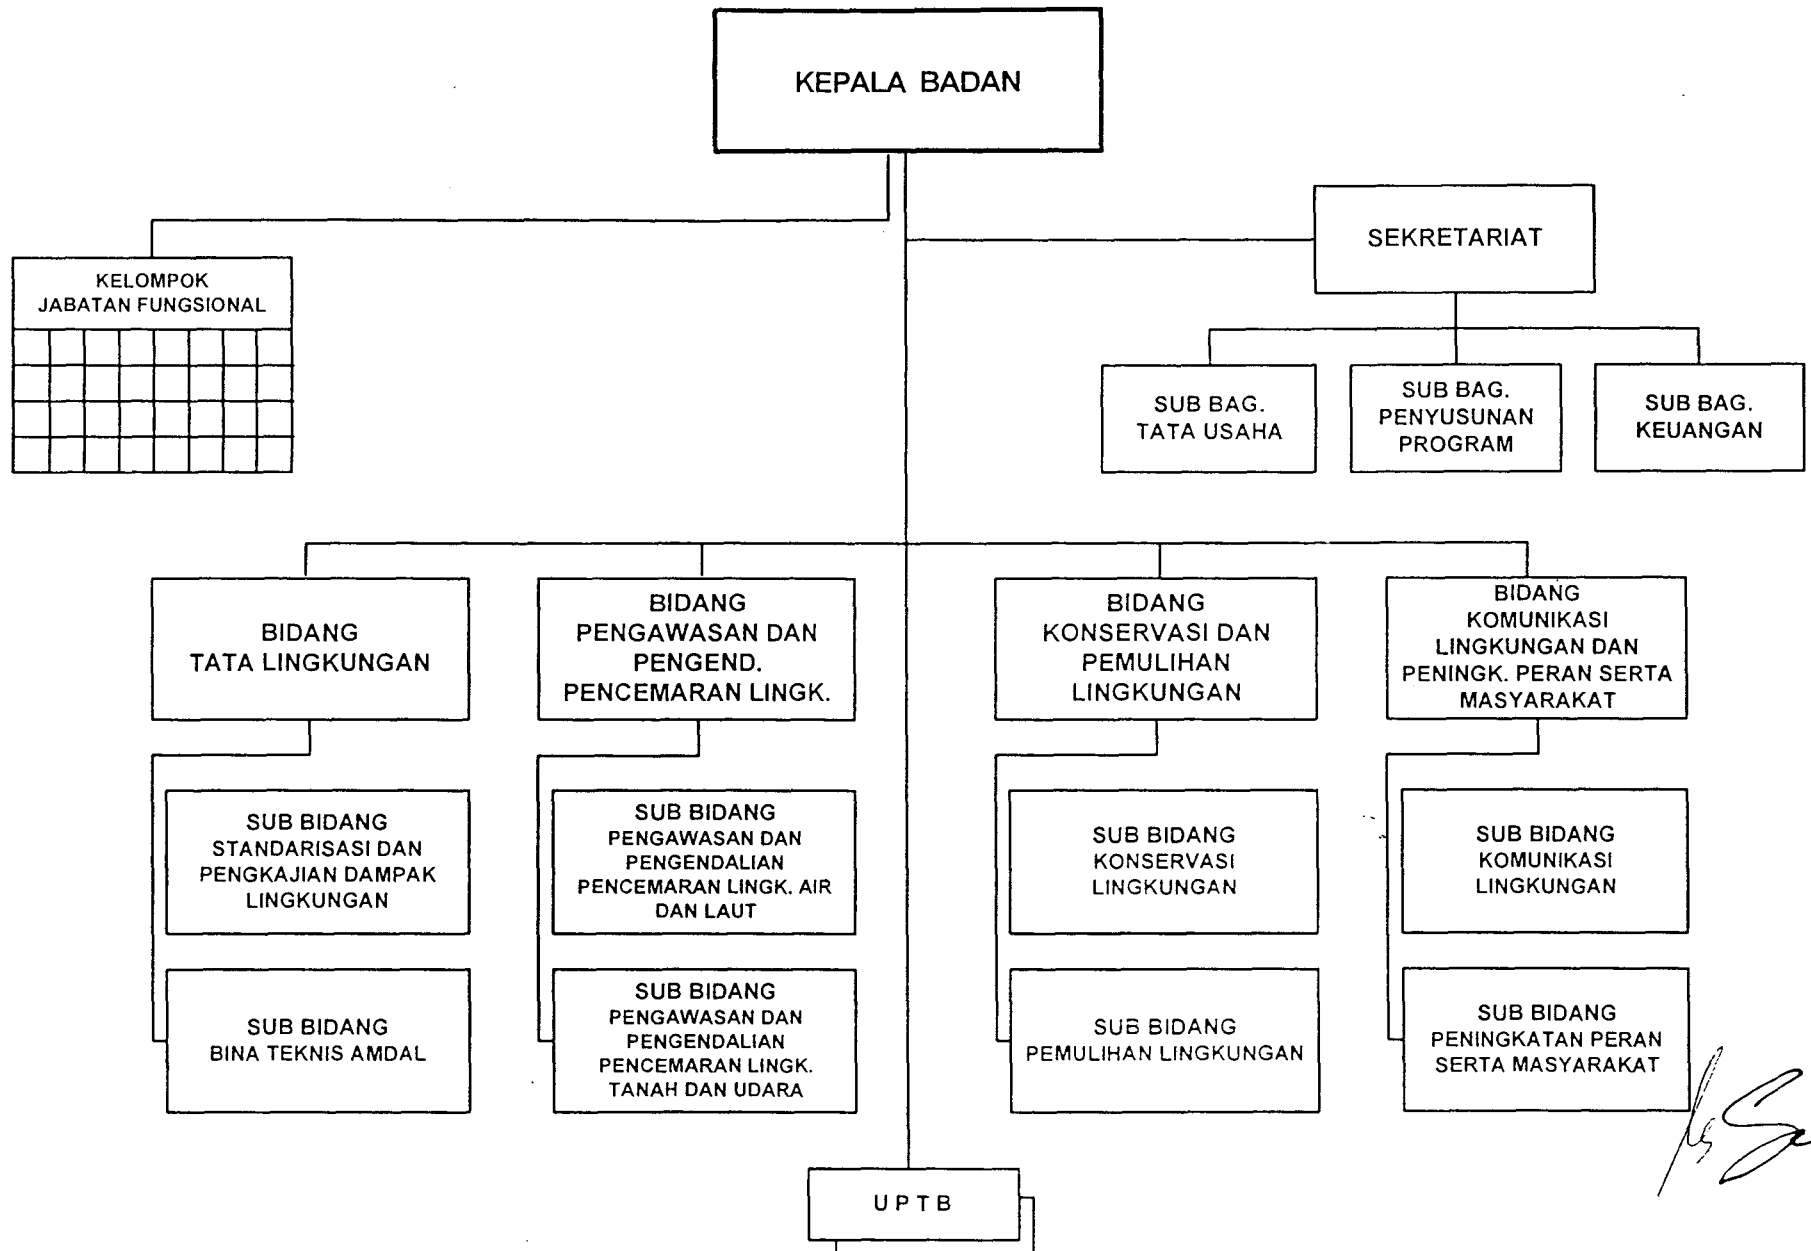 KEPALA BADAN
SEKRETARIAT
KELOMPOK
JABATAN FUNGSIONAL
SUB BAG.
TATA USAHA
SUB BAG.
PENYUSUNAN
PROGRAM
SUB BAG.
KEUANGAN
BIDANG
TATA LINGKUNGAN
BIDANG
PENGAWASAN DAN
PENGEND.
PENCEMARAN LINGK.
BIDANG
KONSERVASI DAN
PEMULIHAN
LINGKUNGAN
BIDANG
KOMUNIKASI
LINGKUNGAN DAN
PENINGK. PERAN SERTA
MASYARAKAT
SUB BIDANG
STANDARISASI DAN
PENGKAJIAN DAMPAK
LINGKUNGAN
SUB BIDANG
PENGAWASAN DAN
PENGENDALIAN
PENCEMARAN LINGK. AIR
DAN LAUT
SUB BIDANG
KONSERVASI
LINGKUNGAN
SUB BIDANG
KOMUNIKASI
LINGKUNGAN
SUB BIDANG
BINA TEKNIS AMDAL
SUB BIDANG
PENGAWASAN DAN
PENGENDALIAN
PENCEMARAN LINGK.
TANAH DAN UDARA
SUB BIDANG
PEMULIHAN LINGKUNGAN
SUB BIDANG
PENINGKATAN PERAN
SERTA MASYARAKAT
U P T B